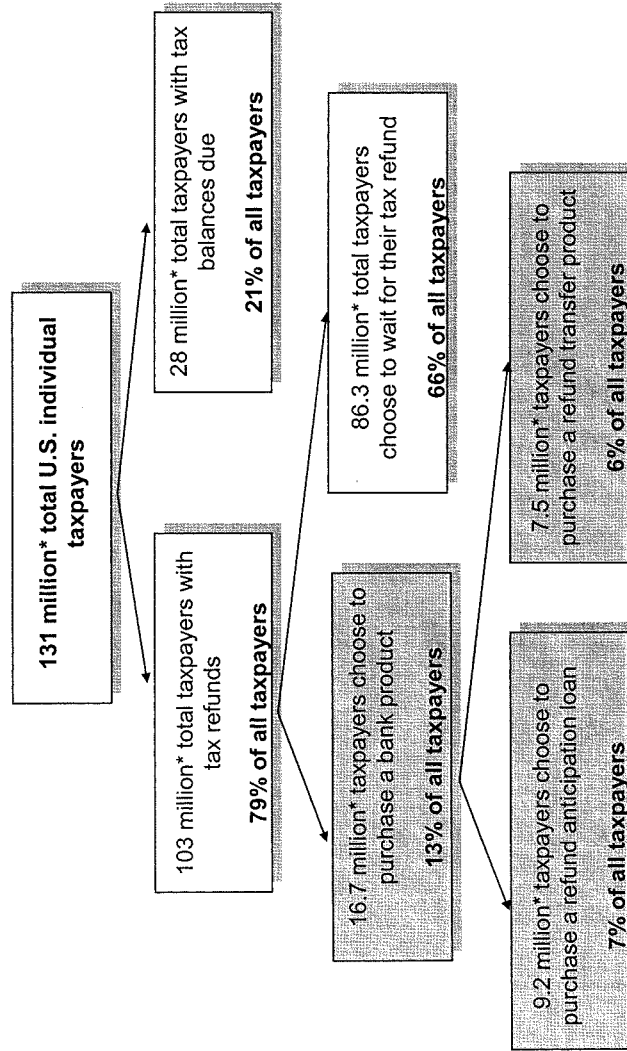 131 million* total U.S. individual
taxpayers
103 million* total taxpayers with
tax refunds
79% of all taxpayers
28 million* total taxpayers with tax
balances due
21% of all taxpayers
16.7 million* taxpayers choose to
purchase a bank product
13% of all taxpayers
86.3 million* total taxpayers
choose to wait for their tax refund
66% of all taxpayers
9.2 million* taxpayers choose to
purchase a refund anticipation loan
7% of all taxpayers
7.5 million* taxpayers choose to
purchase a refund transfer product
6% of all taxpayers